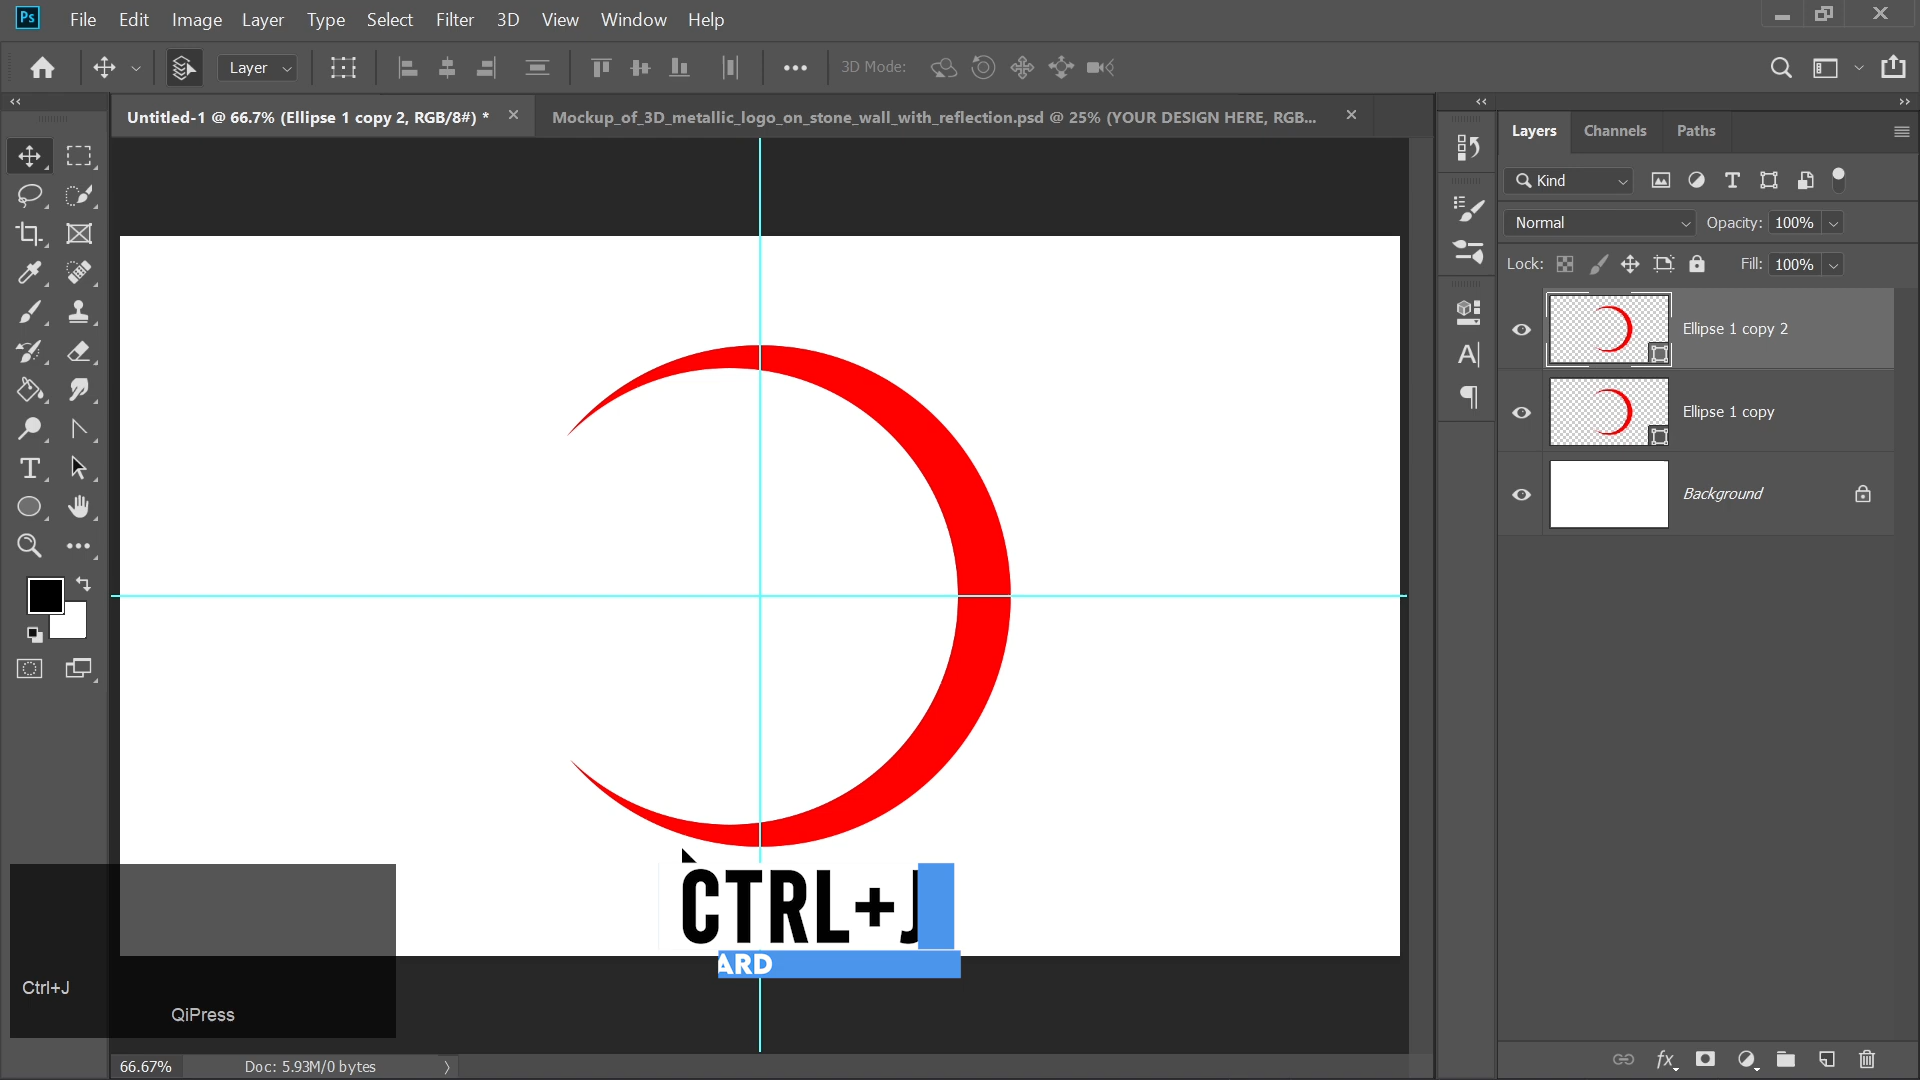 Ps File Edit Image Layer Type Select Filter 3D View Window Help
Layer 3D Mode:
Untitled-1 @ 66.7% (Ellipse 1 copy 2, RGB/8#) *
Mockup_of_3D_metallic_logo_on_stone_wall_with_reflection.psd @ 25% (YOUR DESIGN HERE, RGB...
Layers Channels Paths
Kind
Normal Opacity: 100%
Lock: Fill: 100%
Ellipse 1 copy 2
Ellipse 1 copy
Background
CTRL+J
ARD
Ctrl+J
QiPress
66.67% Doc: 5.93M/0 bytes